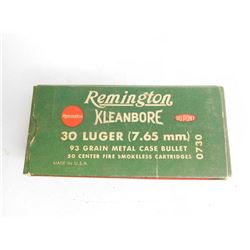 Remington
KLEANBORE
Remington
DU PONT
30 LUGER (7.65 mm)
93 GRAIN METAL CASE BULLET
50 CENTER FIRE SMOKELESS CARTRIDGES
MADE IN U.S.A.
0730